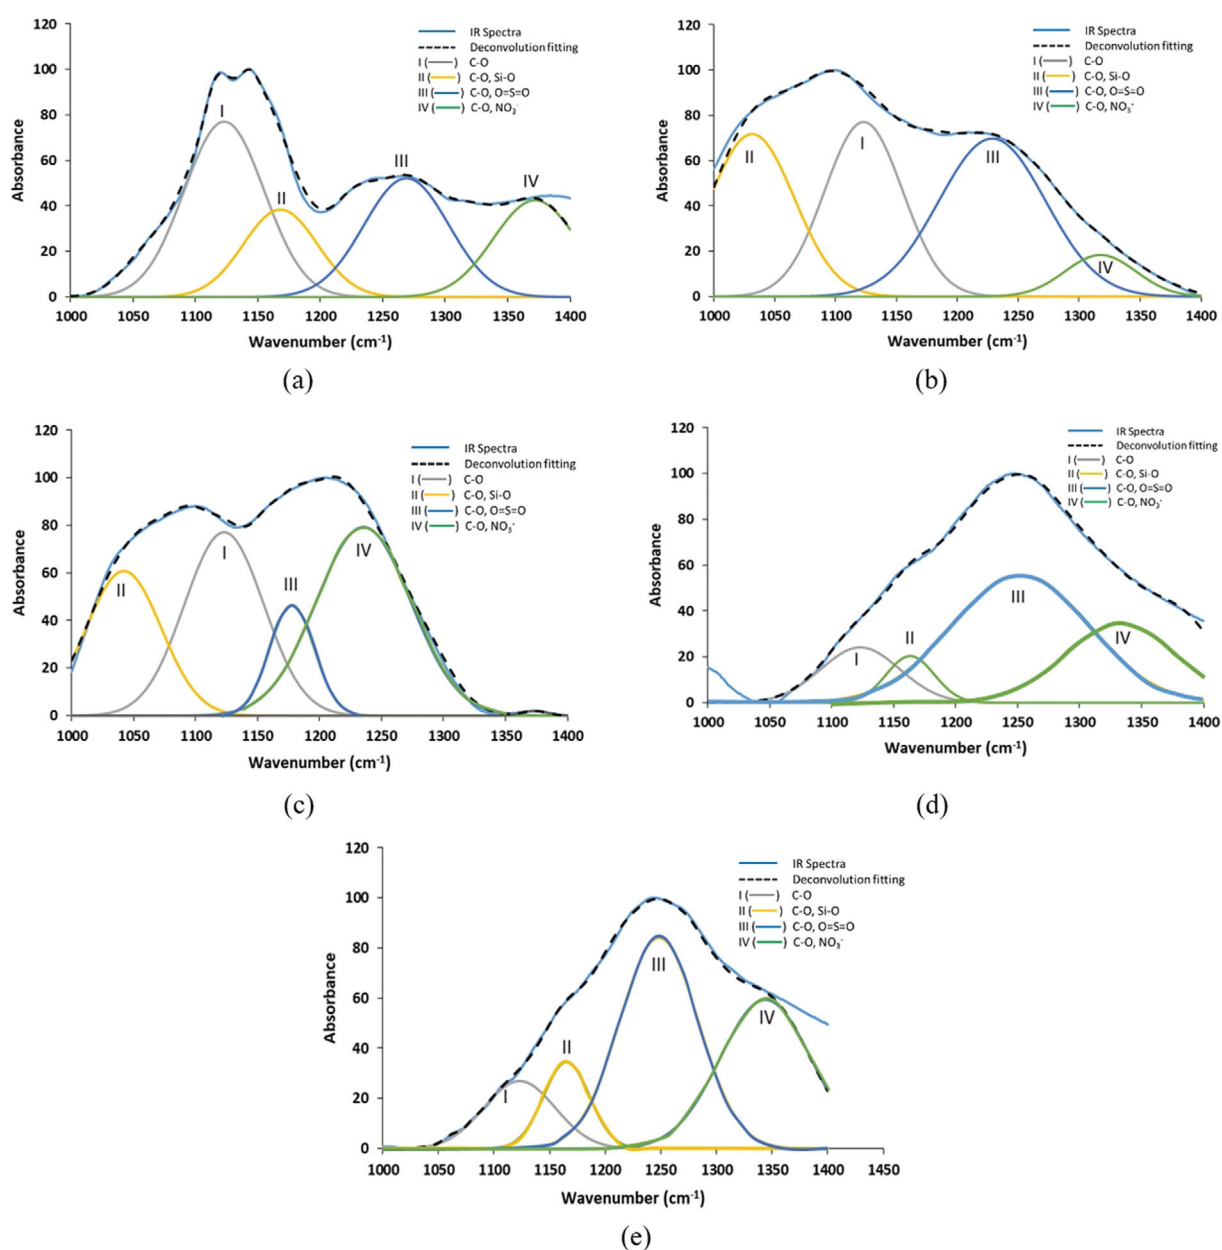 120
100
80
60
40
20
0
Absorbance
IR Spectra
Deconvolution fitting
I ( ) C-O
II ( ) C-O, Si-O
III ( ) C-O, O=S=O
IV ( ) C-O, NO₃⁻
I
II
III
IV
1000 1050 1100 1150 1200 1250 1300 1350 1400
Wavenumber (cm⁻¹)
(a)
120
100
80
60
40
20
0
Absorbance
IR Spectra
Deconvolution fitting
I ( ) C-O
II ( ) C-O, Si-O
III ( ) C-O, O=S=O
IV ( ) C-O, NO₃⁻
II
I
III
IV
1000 1050 1100 1150 1200 1250 1300 1350 1400
Wavenumber (cm⁻¹)
(b)
120
100
80
60
40
20
0
Absorbance
IR Spectra
Deconvolution fitting
I ( ) C-O
II ( ) C-O, Si-O
III ( ) C-O, O=S=O
IV ( ) C-O, NO₃⁻
II
I
III
IV
1000 1050 1100 1150 1200 1250 1300 1350 1400
Wavenumber (cm⁻¹)
(c)
120
100
80
60
40
20
0
Absorbance
IR Spectra
Deconvolution fitting
I ( ) C-O
II ( ) C-O, Si-O
III ( ) C-O, O=S=O
IV ( ) C-O, NO₃⁻
I
II
III
IV
1000 1050 1100 1150 1200 1250 1300 1350 1400
Wavenumber (cm⁻¹)
(d)
120
100
80
60
40
20
0
Absorbance
IR Spectra
Deconvolution fitting
I ( ) C-O
II ( ) C-O, Si-O
III ( ) C-O, O=S=O
IV ( ) C-O, NO₃⁻
I
II
III
IV
1000 1050 1100 1150 1200 1250 1300 1350 1400 1450
Wavenumber (cm⁻¹)
(e)